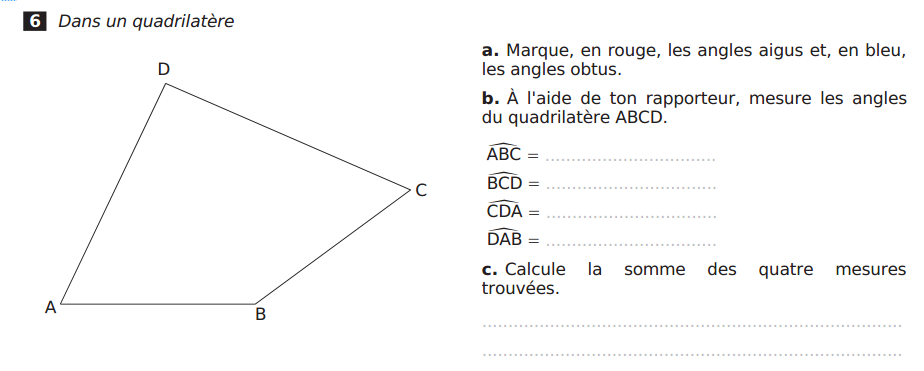 6 Dans un quadrilatère
D
C
A
B
a. Marque, en rouge, les angles aigus et, en bleu,
les angles obtus.
b. À l'aide de ton rapporteur, mesure les angles
du quadrilatère ABCD.
ABC = ................................
BCD = ................................
CDA = ................................
DAB = ................................
c. Calcule la somme des quatre mesures
trouvées.
................................................................................
................................................................................